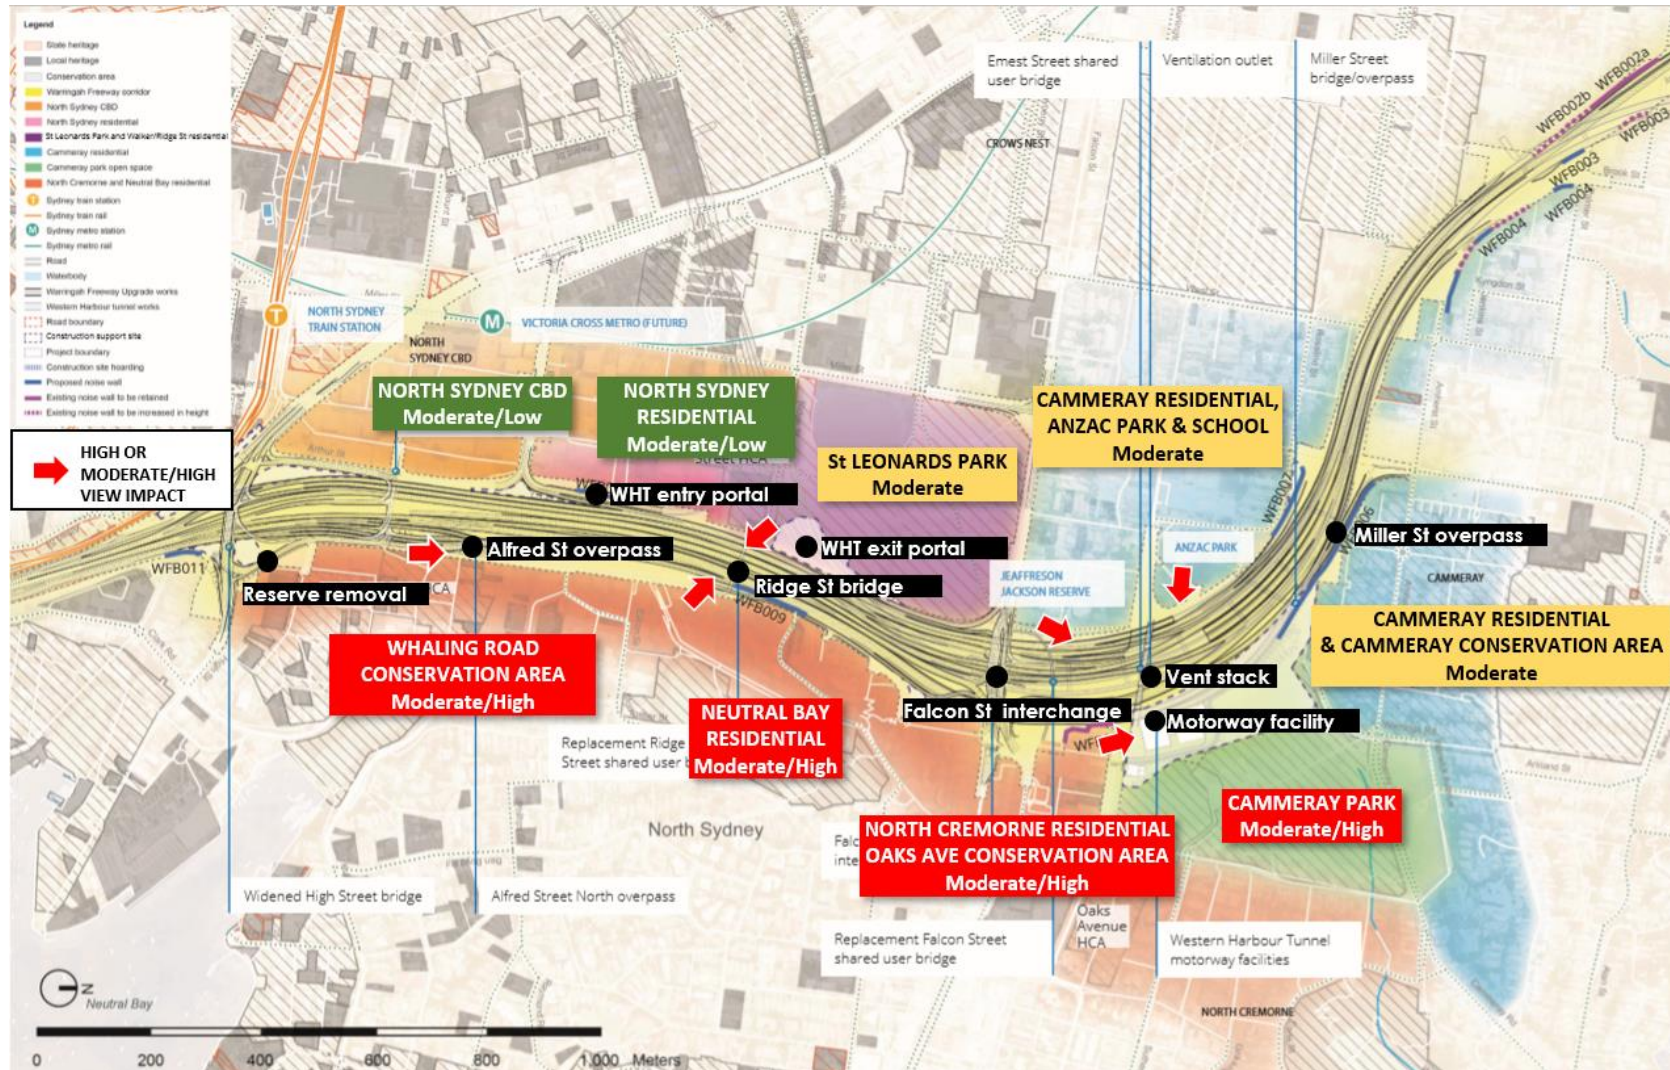 Legend
State heritage
Local heritage
Conservation area
Warringah Freeway corridor
North Sydney CBD
North Sydney residential
St Leonards Park and Walker/Ridge St residential
Cammeray residential
Cammeray park open space
North Cremorne and Neutral Bay residential
T Sydney train station
Sydney train rail
M Sydney metro station
Sydney metro rail
Road
Waterbody
Warringah Freeway Upgrade works
Western Harbour tunnel works
Road boundary
Construction support site
Project boundary
Construction site hoarding
Proposed noise wall
Existing noise wall to be retained
Existing noise wall to be increased in height
HIGH OR
MODERATE/HIGH
VIEW IMPACT
Ernest Street shared
user bridge
Ventilation outlet
Miller Street
bridge/overpass
WFB002a
WFB002b
WFB003
WFB003
WFB004
WFB004
CROWS NEST
T
NORTH SYDNEY
TRAIN STATION
M
VICTORIA CROSS METRO (FUTURE)
NORTH
SYDNEY CBD
NORTH SYDNEY CBD
Moderate/Low
NORTH SYDNEY
RESIDENTIAL
Moderate/Low
CAMMERAY RESIDENTIAL,
ANZAC PARK & SCHOOL
Moderate
St LEONARDS PARK
Moderate
Arthur St
WHT entry portal
WFB007
Miller St overpass
Alfred St overpass
WHT exit portal
ANZAC PARK
WFB011
Reserve removal
Ridge St bridge
JEAFFRESON
JACKSON RESERVE
CAMMERAY
WFB009
CAMMERAY RESIDENTIAL
& CAMMERAY CONSERVATION AREA
Moderate
WHALING ROAD
CONSERVATION AREA
Moderate/High
Vent stack
Falcon St interchange
Motorway facility
NEUTRAL BAY
RESIDENTIAL
Moderate/High
Replacement Ridge
Street shared user
North Sydney
CAMMERAY PARK
Moderate/High
NORTH CREMORNE RESIDENTIAL
OAKS AVE CONSERVATION AREA
Moderate/High
Widened High Street bridge
Alfred Street North overpass
Oaks
Avenue
HCA
Replacement Falcon Street
shared user bridge
Western Harbour Tunnel
motorway facilities
N
Neutral Bay
NORTH CREMORNE
0 200 400 600 800 1,000 Meters